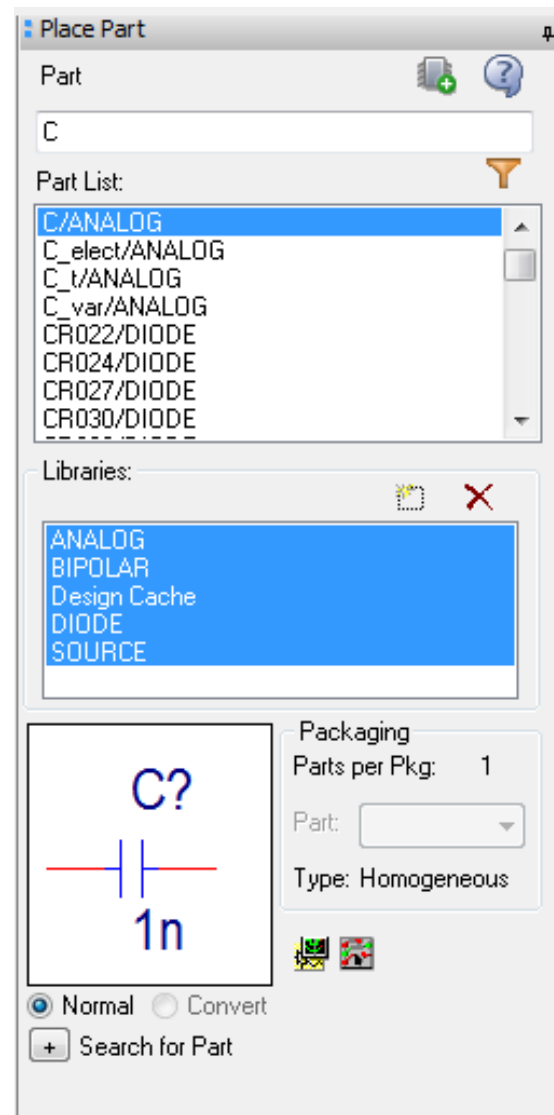 Place Part
Part
C
Part List:
C/ANALOG
C_elect/ANALOG
C_t/ANALOG
C_var/ANALOG
CR022/DIODE
CR024/DIODE
CR027/DIODE
CR030/DIODE
Libraries:
ANALOG
BIPOLAR
Design Cache
DIODE
SOURCE
C?
1n
Packaging
Parts per Pkg: 1
Part:
Type: Homogeneous
Normal Convert
+ Search for Part